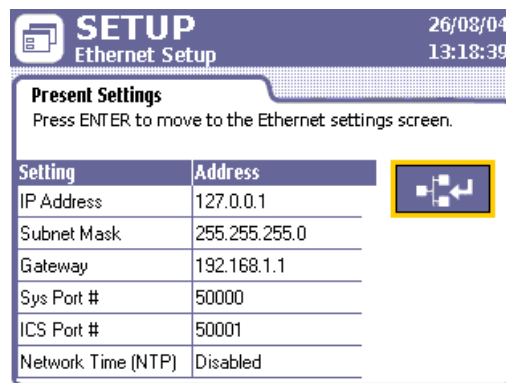 SETUP 26/08/04
Ethernet Setup 13:18:39
Present Settings
Press ENTER to move to the Ethernet settings screen.
Setting Address
IP Address 127.0.0.1
Subnet Mask 255.255.255.0
Gateway 192.168.1.1
Sys Port # 50000
ICS Port # 50001
Network Time (NTP) Disabled